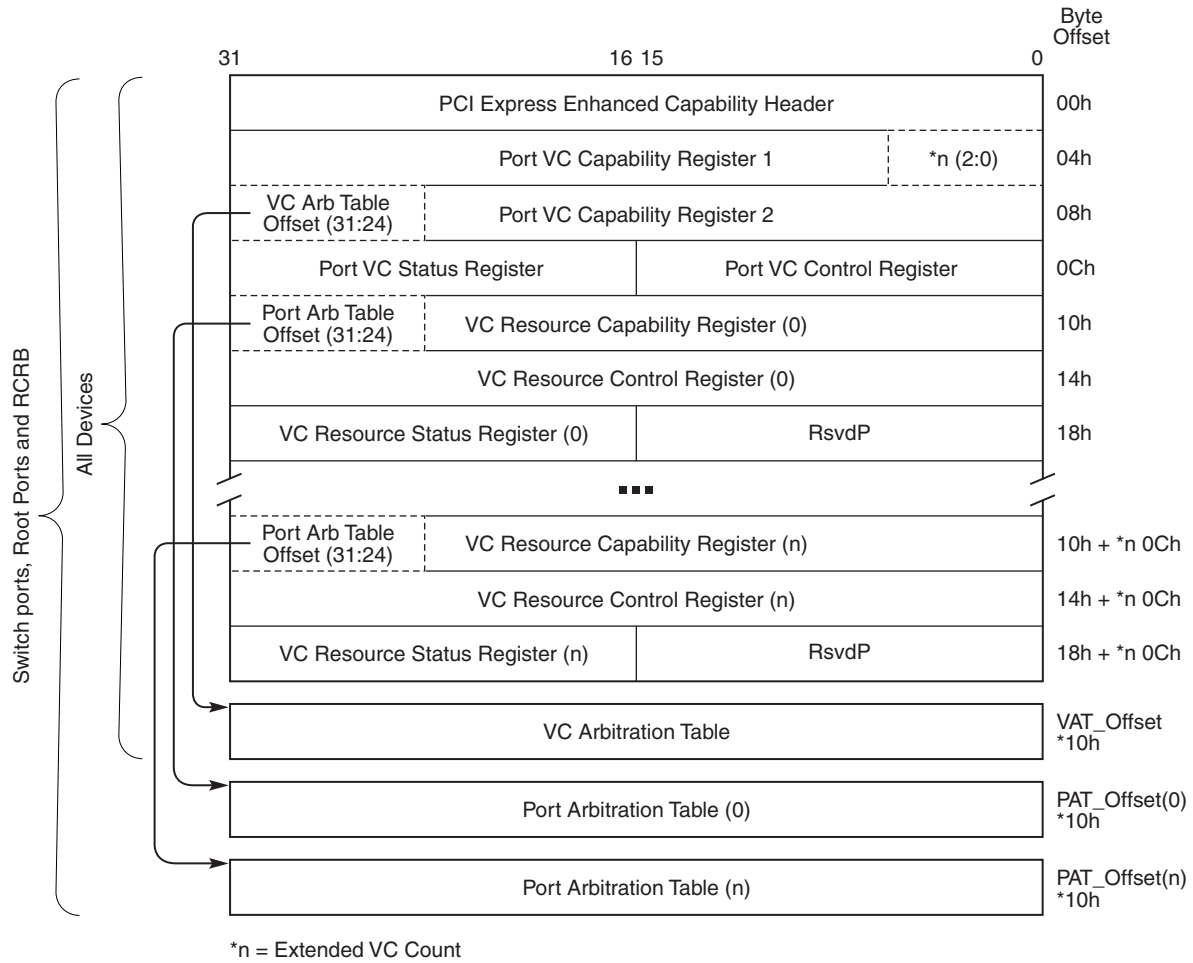 Byte
Offset
31 16 15 0
PCI Express Enhanced Capability Header 00h
Port VC Capability Register 1 *n (2:0) 04h
VC Arb Table
Offset (31:24) Port VC Capability Register 2 08h
Port VC Status Register Port VC Control Register 0Ch
Port Arb Table
Offset (31:24) VC Resource Capability Register (0) 10h
VC Resource Control Register (0) 14h
VC Resource Status Register (0) RsvdP 18h
Port Arb Table
Offset (31:24) VC Resource Capability Register (n) 10h + *n 0Ch
VC Resource Control Register (n) 14h + *n 0Ch
VC Resource Status Register (n) RsvdP 18h + *n 0Ch
VC Arbitration Table VAT_Offset
*10h
Port Arbitration Table (0) PAT_Offset(0)
*10h
Port Arbitration Table (n) PAT_Offset(n)
*10h
Switch ports, Root Ports and RCRB
All Devices
*n = Extended VC Count